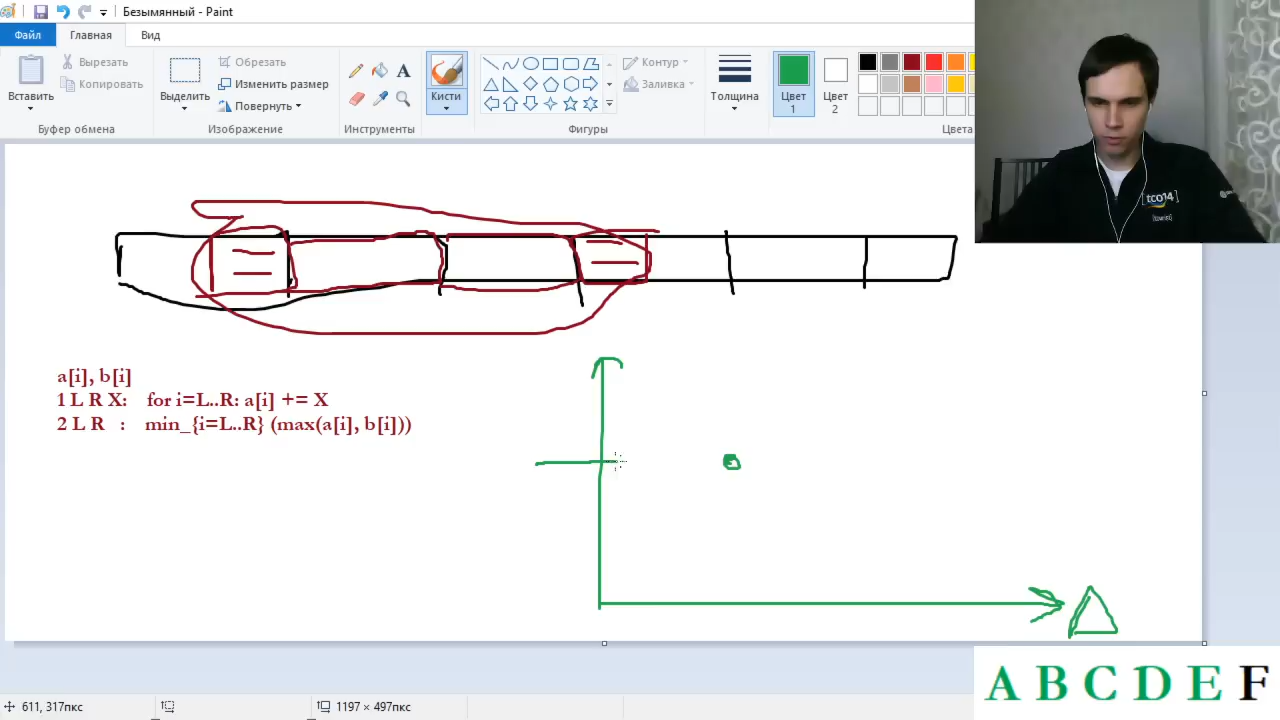 Безымянный - Paint
Файл Главная Вид
Вставить
Вырезать
Копировать
Буфер обмена
Выделить
Обрезать
Изменить размер
Повернуть
Изображение
A
Инструменты
Кисти
Контур
Заливка
Фигуры
Толщина
Цвет 1
Цвет 2
Цвета
tco14
a[i], b[i]
1 L R X: for i=L..R: a[i] += X
2 L R : min_{i=L..R} (max(a[i], b[i]))
A B C D E F
611, 317пкс
1197 × 497пкс